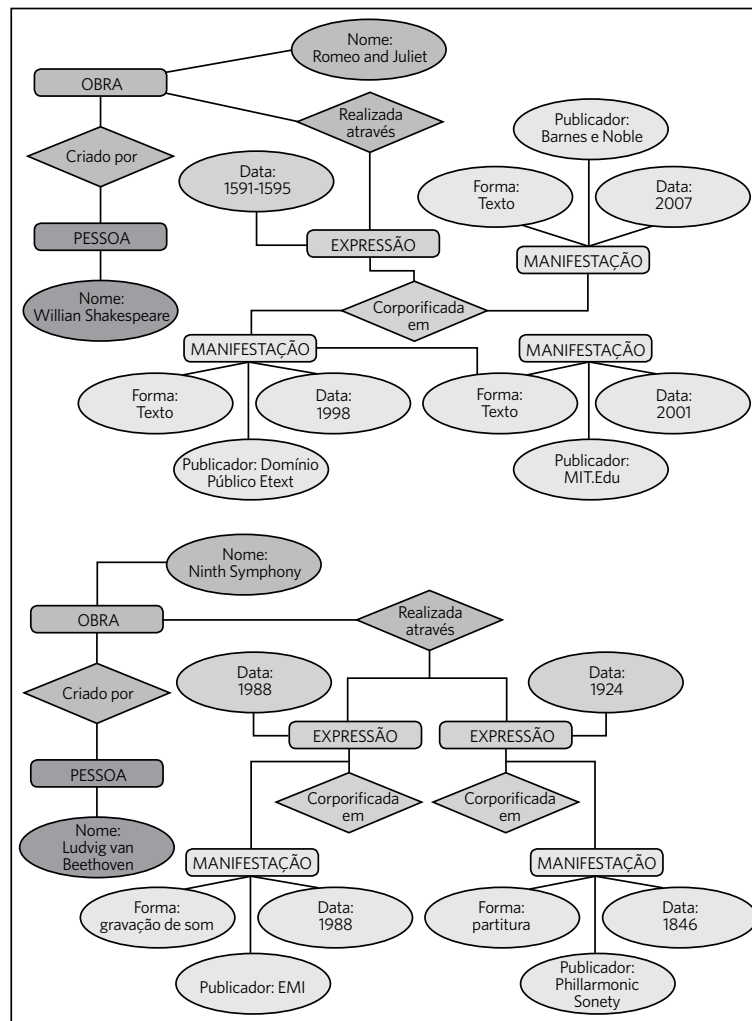 Nome:
Romeo and Juliet
OBRA
Realizada
através
Publicador:
Barnes e Noble
Criado por
Data:
1591-1595
Forma:
Texto
Data:
2007
PESSOA
EXPRESSÃO
MANIFESTAÇÃO
Nome:
Willian Shakespeare
Corporificada
em
MANIFESTAÇÃO
MANIFESTAÇÃO
Forma:
Texto
Data:
1998
Forma:
Texto
Data:
2001
Publicador: Domínio
Público Etext
Publicador:
MIT.Edu
Nome:
Ninth Symphony
OBRA
Realizada
através
Criado por
Data:
1988
Data:
1924
EXPRESSÃO
EXPRESSÃO
PESSOA
Corporificada
em
Corporificada
em
Nome:
Ludvig van
Beethoven
MANIFESTAÇÃO
MANIFESTAÇÃO
Forma:
gravação de som
Data:
1988
Forma:
partitura
Data:
1846
Publicador: EMI
Publicador:
Phillarmonic
Sonety